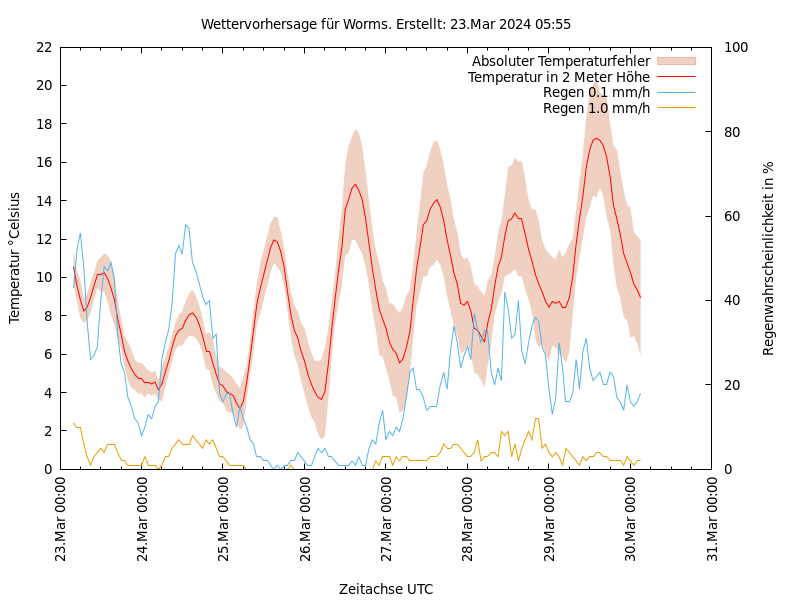 Wettervorhersage für Worms. Erstellt: 23.Mar 2024 05:55
Absoluter Temperaturfehler
Temperatur in 2 Meter Höhe
Regen 0.1 mm/h
Regen 1.0 mm/h
Temperatur °Celsius
22
20
18
16
14
12
10
8
6
4
2
0
100
80
60
40
20
0
Regenwahrscheinlichkeit in %
23.Mar 00:00
24.Mar 00:00
25.Mar 00:00
26.Mar 00:00
27.Mar 00:00
28.Mar 00:00
29.Mar 00:00
30.Mar 00:00
31.Mar 00:00
Zeitachse UTC